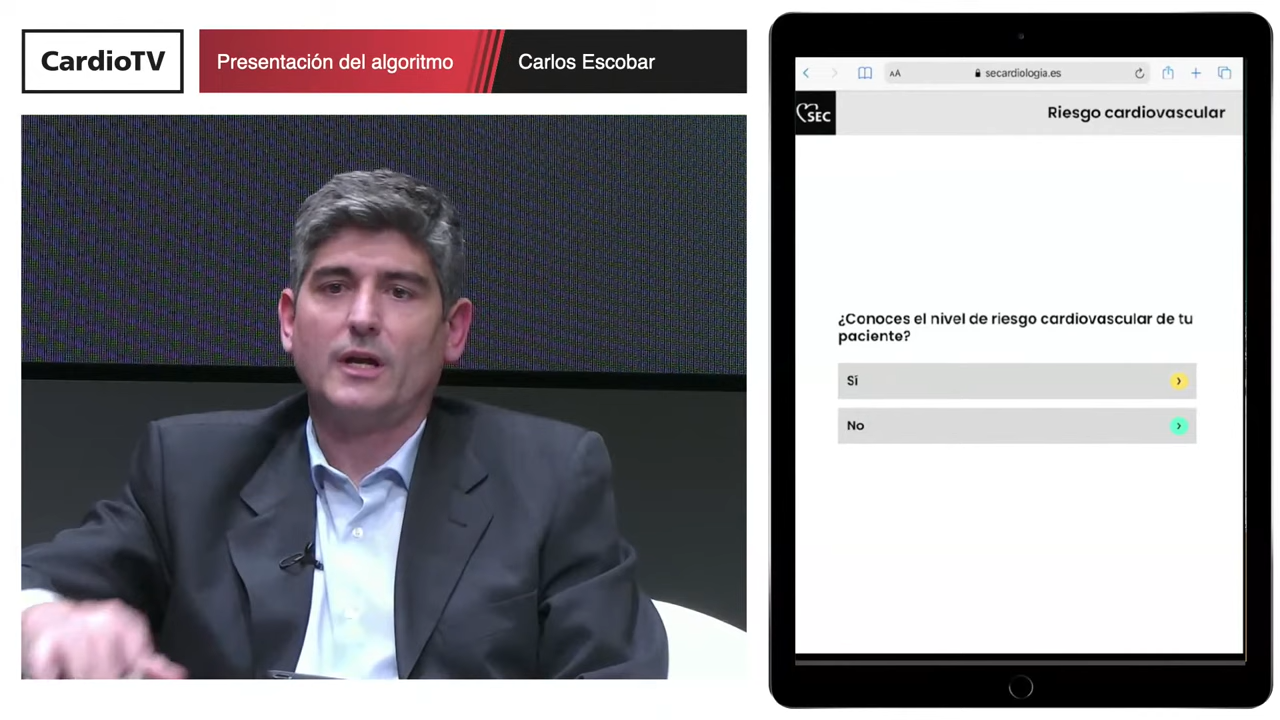 CardioTV
Presentación del algoritmo
Carlos Escobar
AA
secardiologia.es
SEC
Riesgo cardiovascular
¿Conoces el nivel de riesgo cardiovascular de tu
paciente?
Sí
No